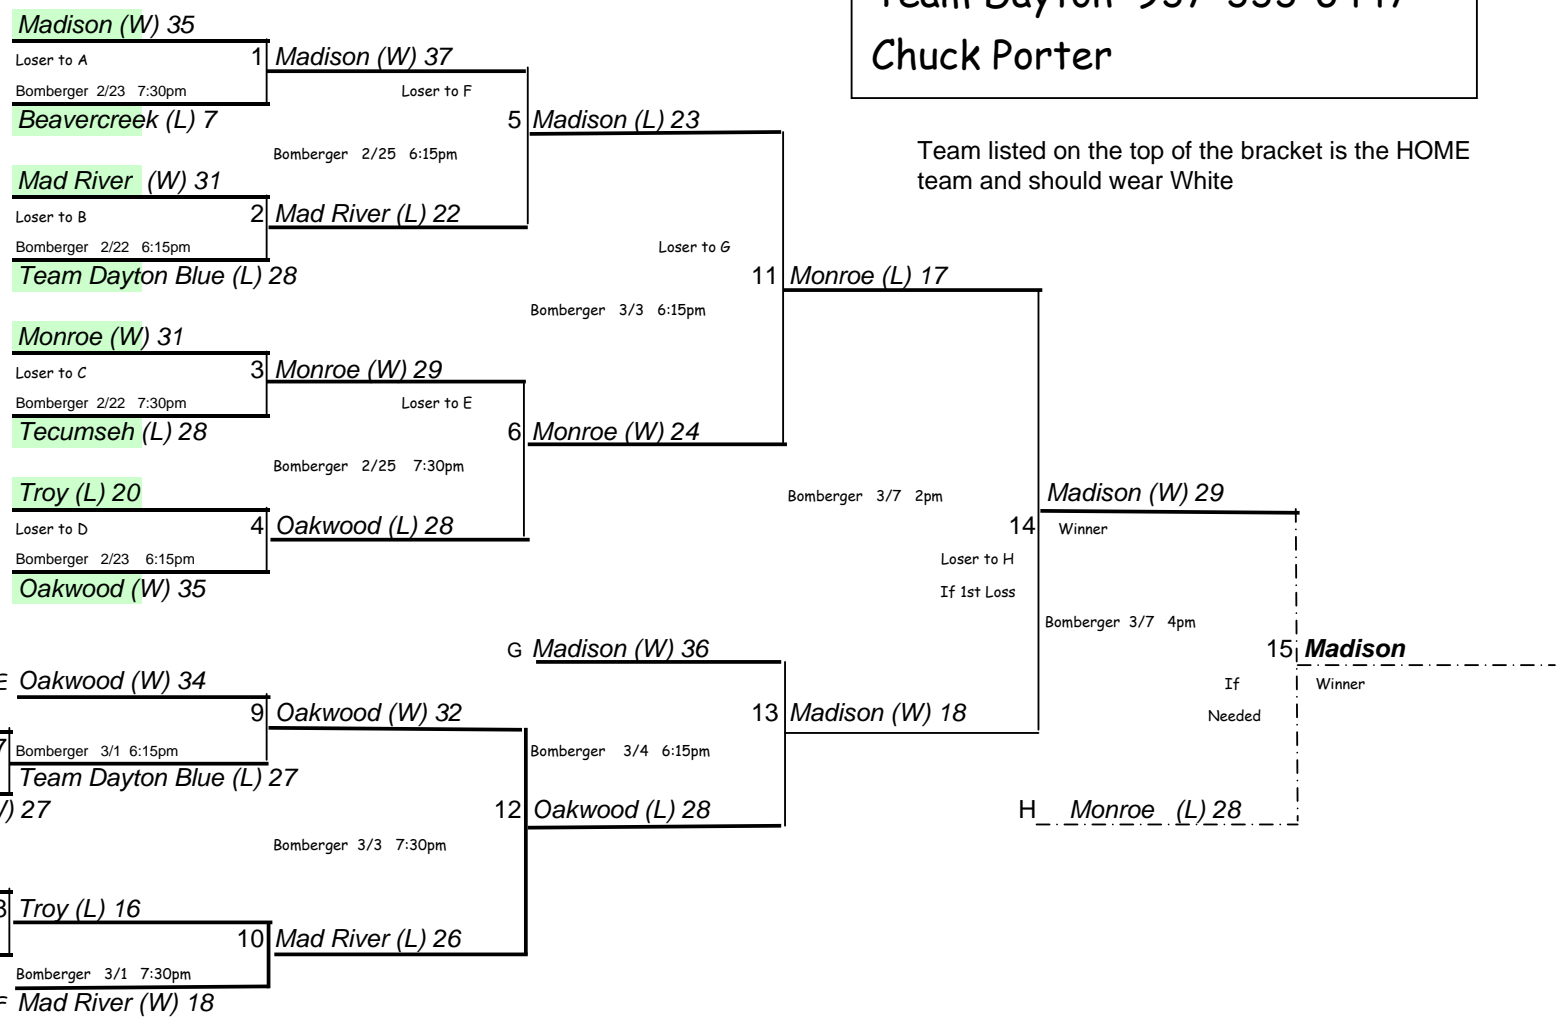 Chuck Porter
Team listed on the top of the bracket is the HOME
team and should wear White
Madison (W) 35
Loser to A
1
Bomberger 2/23 7:30pm
Beavercreek (L) 7
Madison (W) 37
Loser to F
5
Bomberger 2/25 6:15pm
Mad River (W) 31
Loser to B
2
Bomberger 2/22 6:15pm
Team Dayton Blue (L) 28
Mad River (L) 22
Madison (L) 23
Loser to G
11
Bomberger 3/3 6:15pm
Monroe (W) 31
Loser to C
3
Bomberger 2/22 7:30pm
Tecumseh (L) 28
Monroe (W) 29
Loser to E
6
Bomberger 2/25 7:30pm
Troy (L) 20
Loser to D
4
Bomberger 2/23 6:15pm
Oakwood (W) 35
Oakwood (L) 28
Monroe (W) 24
Monroe (L) 17
Bomberger 3/7 2pm
14
Loser to H
If 1st Loss
Madison (W) 29
Winner
Bomberger 3/7 4pm
15
Madison
If
Needed
Winner
H Monroe (L) 28
G Madison (W) 36
13
Madison (W) 18
Bomberger 3/4 6:15pm
Oakwood (L) 28
Oakwood (W) 34
9
Bomberger 3/1 6:15pm
Team Dayton Blue (L) 27
27
Oakwood (W) 32
12
Bomberger 3/3 7:30pm
Troy (L) 16
10
Bomberger 3/1 7:30pm
Mad River (W) 18
Mad River (L) 26